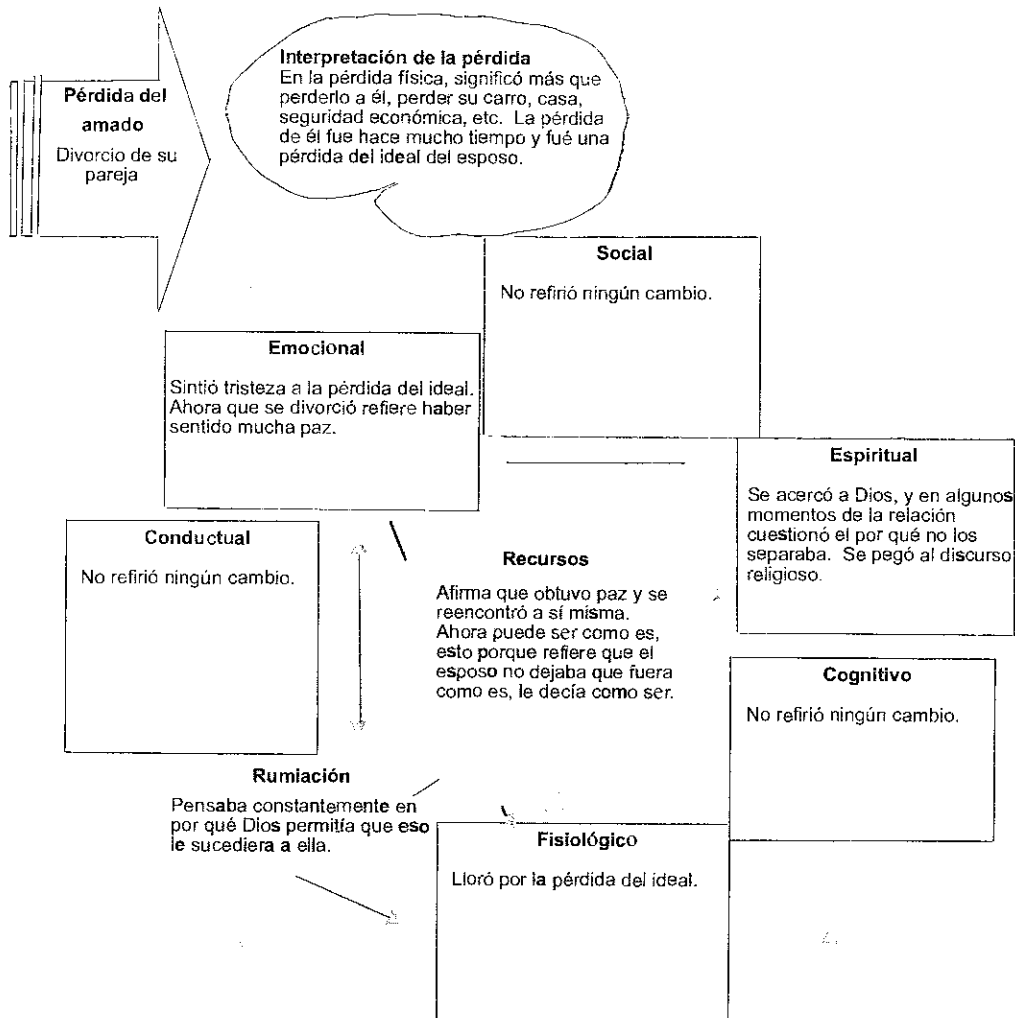 Pérdida del
amado
Divorcio de su
pareja
Interpretación de la pérdida
En la pérdida física, significó más que
perderlo a él, perder su carro, casa,
seguridad económica, etc. La pérdida
de él fue hace mucho tiempo y fué una
pérdida del ideal del esposo.
Social
No refirió ningún cambio.
Emocional
Sintió tristeza a la pérdida del ideal.
Ahora que se divorció refiere haber
sentido mucha paz.
Espiritual
Se acercó a Dios, y en algunos
momentos de la relación
cuestionó el por qué no los
separaba. Se pegó al discurso
religioso.
Conductual
No refirió ningún cambio.
Recursos
Afirma que obtuvo paz y se
reencontró a sí misma.
Ahora puede ser como es,
esto porque refiere que el
esposo no dejaba que fuera
como es, le decía como ser.
Cognitivo
No refirió ningún cambio.
Rumiación
Pensaba constantemente en
por qué Dios permitía que eso
le sucediera a ella.
Fisiológico
Lloró por la pérdida del ideal.